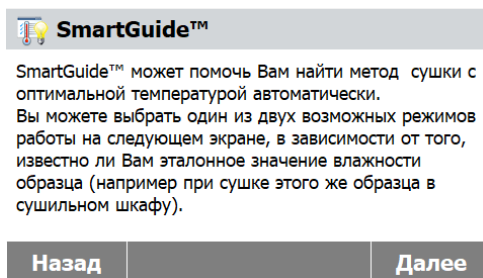 SmartGuide™
SmartGuide™ может помочь Вам найти метод сушки с
оптимальной температурой автоматически.
Вы можете выбрать один из двух возможных режимов
работы на следующем экране, в зависимости от того,
известно ли Вам эталонное значение влажности
образца (например при сушке этого же образца в
сушильном шкафу).
Назад Далее